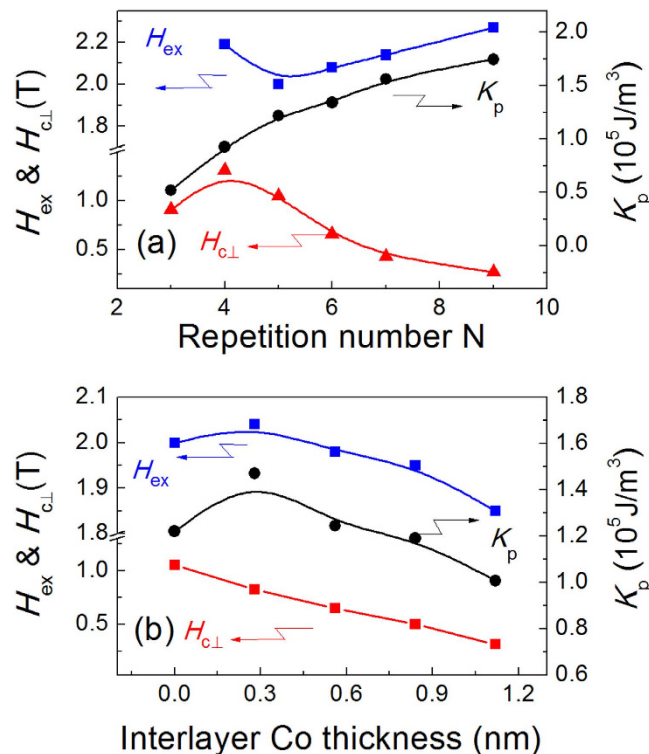 H_ex & H_c⊥(T)
2.2
2.0
1.8
1.0
0.5
H_ex
K_p
H_c⊥
(a)
2.0
1.5
1.0
0.5
0.0
K_p (10^5 J/m^3)
2 4 6 8 10
Repetition number N
H_ex & H_c⊥(T)
2.1
2.0
1.9
1.8
1.0
0.5
H_ex
K_p
(b) H_c⊥
1.8
1.6
1.4
1.2
1.0
0.8
0.6
K_p (10^5 J/m^3)
0.0 0.3 0.6 0.9 1.2
Interlayer Co thickness (nm)